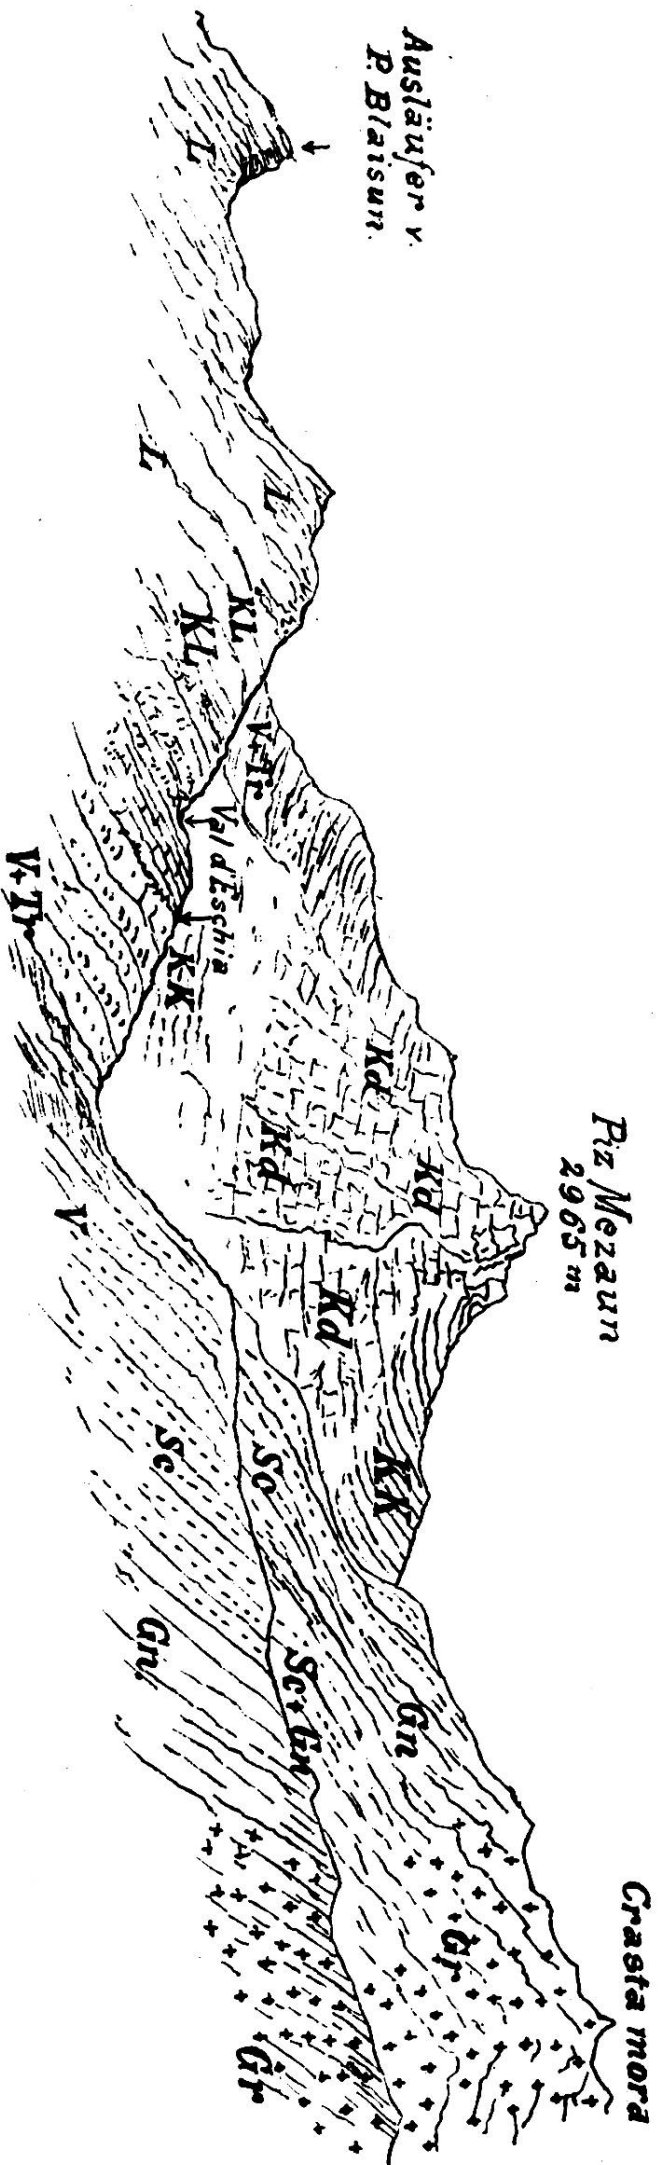 Ausläufer v.
P. Blaisun.
Piz Mezaun
2965 m
Crasta mora
L
L
L
KL
KL
V+Tr
Val d'Eschia
V+Tr
K-K
Kd
Kd
Kd
Kd
KK
V
Sc
Sc
Sc+Gn
Gn.
Gn
Gr
Gr